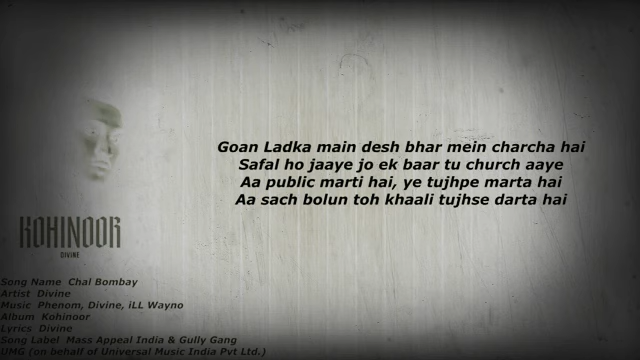 Goan Ladka main desh bhar mein charcha hai
Safal ho jaaye jo ek baar tu church aaye
Aa public marti hai, ye tujhpe marta hai
Aa sach bolun toh khaali tujhse darta hai
KOHINOOR
DIVINE
Song Name Chal Bombay
Artist Divine
Music Phenom, Divine, iLL Wayno
Album Kohinoor
Lyrics Divine
Song Label Mass Appeal India & Gully Gang
UMG (on behalf of Universal Music India Pvt Ltd.)